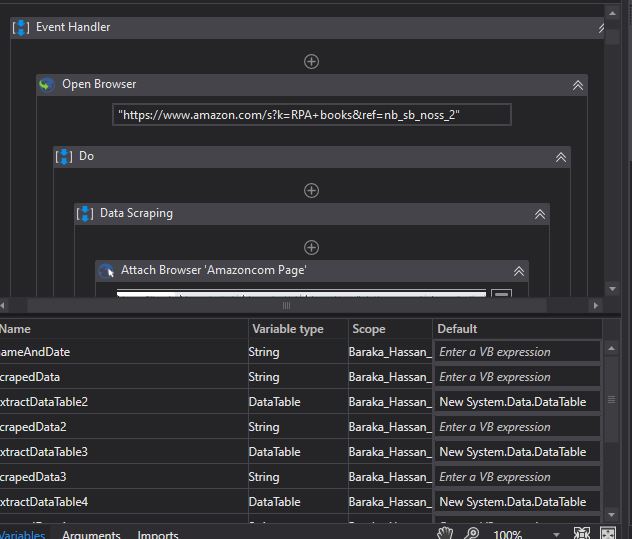 Event Handler
Open Browser
"https://www.amazon.com/s?k=RPA+books&ref=nb_sb_noss_2"
Do
Data Scraping
Attach Browser 'Amazoncom Page'
Name Variable type Scope Default
ameAndDate String Baraka_Hassan_ Enter a VB expression
crapedData String Baraka_Hassan_ Enter a VB expression
xtractDataTable2 DataTable Baraka_Hassan_ New System.Data.DataTable
crapedData2 String Baraka_Hassan_ Enter a VB expression
xtractDataTable3 DataTable Baraka_Hassan_ New System.Data.DataTable
crapedData3 String Baraka_Hassan_ Enter a VB expression
xtractDataTable4 DataTable Baraka_Hassan_ New System.Data.DataTable
Variables Arguments Imports 100%